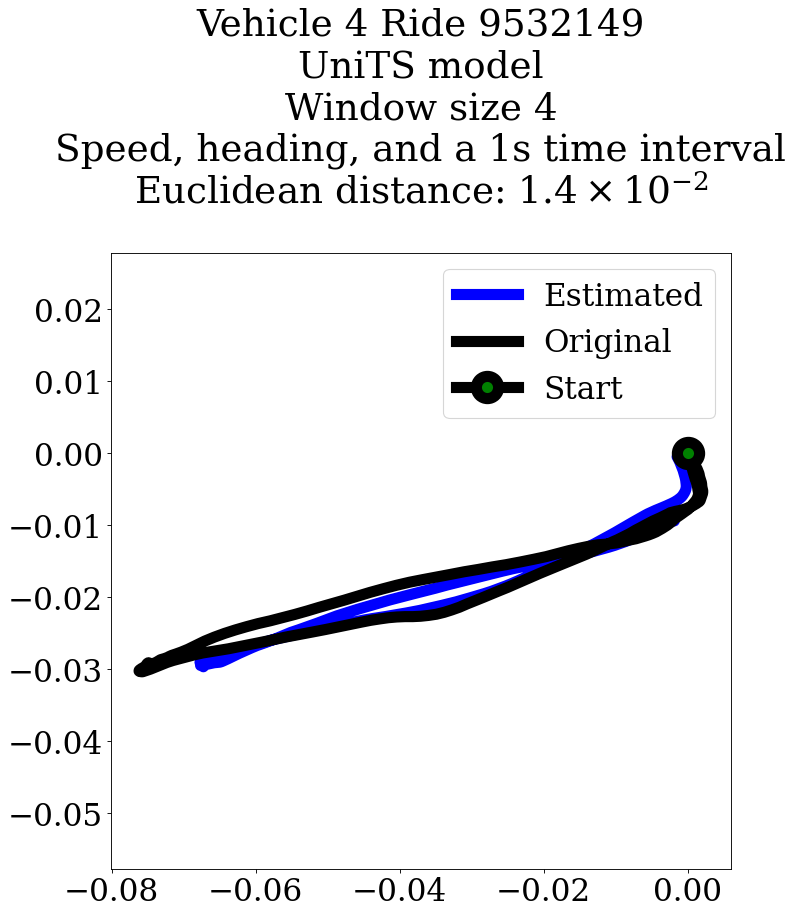 Vehicle 4 Ride 9532149
UniTS model
Window size 4
Speed, heading, and a 1s time interval
Euclidean distance: 1.4 × 10⁻²
Estimated
Original
Start
0.02
0.01
0.00
−0.01
−0.02
−0.03
−0.04
−0.05
−0.08 −0.06 −0.04 −0.02 0.00